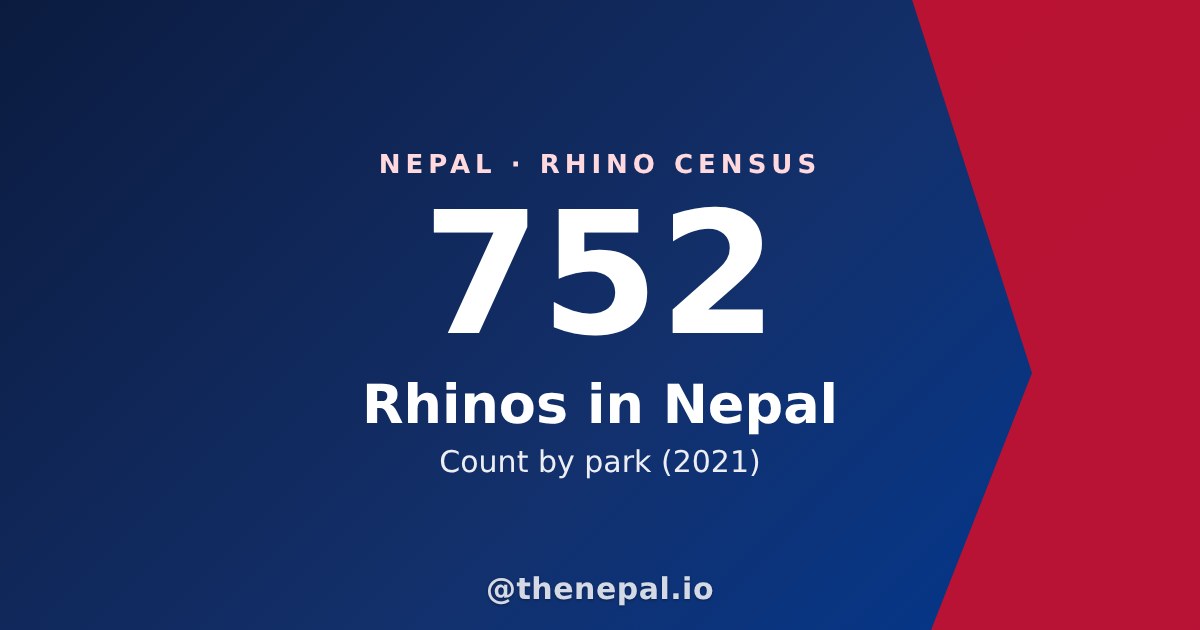 NEPAL · RHINO CENSUS
752
Rhinos in Nepal
Count by park (2021)
@thenepal.io